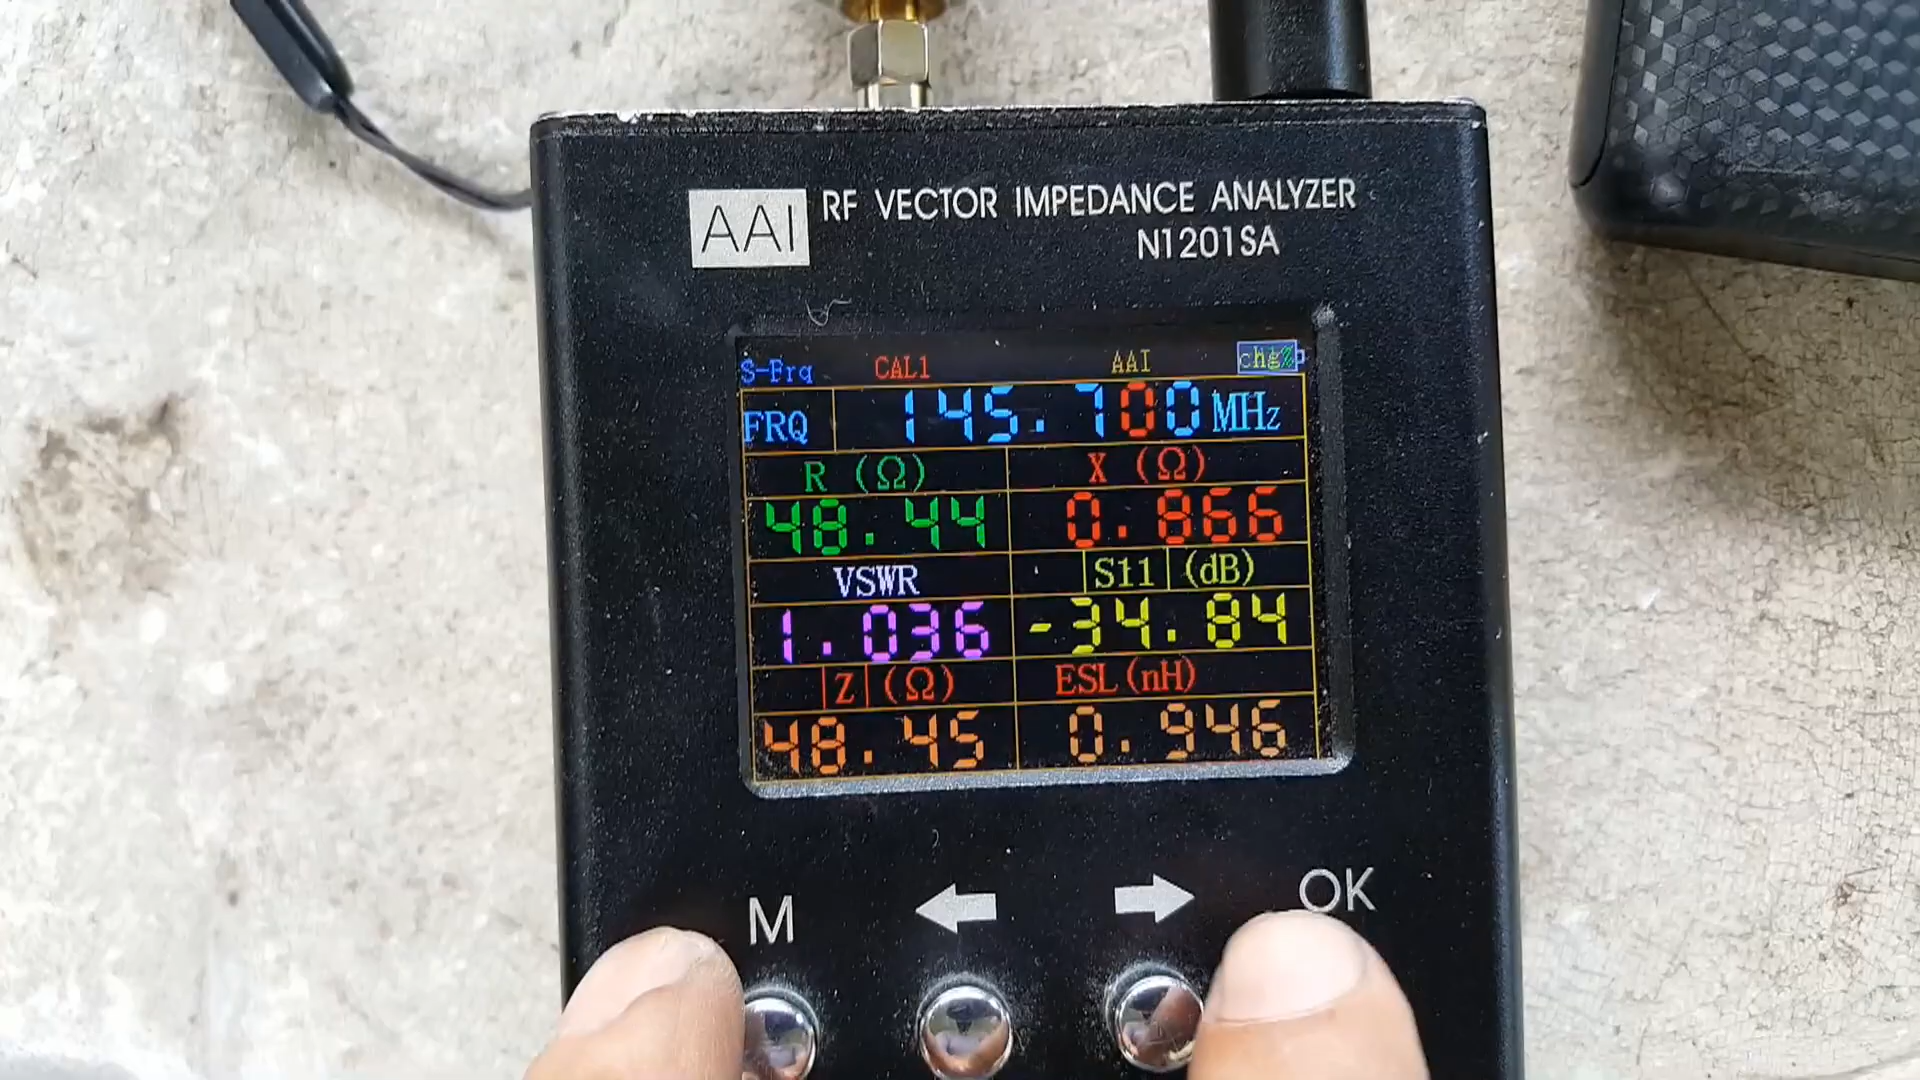 AAI RF VECTOR IMPEDANCE ANALYZER
N1201SA
S-Frq CAL1 AAI chg%
FRQ 145.700 MHz
R (Ω) X (Ω)
48.44 0.866
VSWR S11 (dB)
1.036 -34.84
|Z| (Ω) ESL (nH)
48.45 0.946
M OK